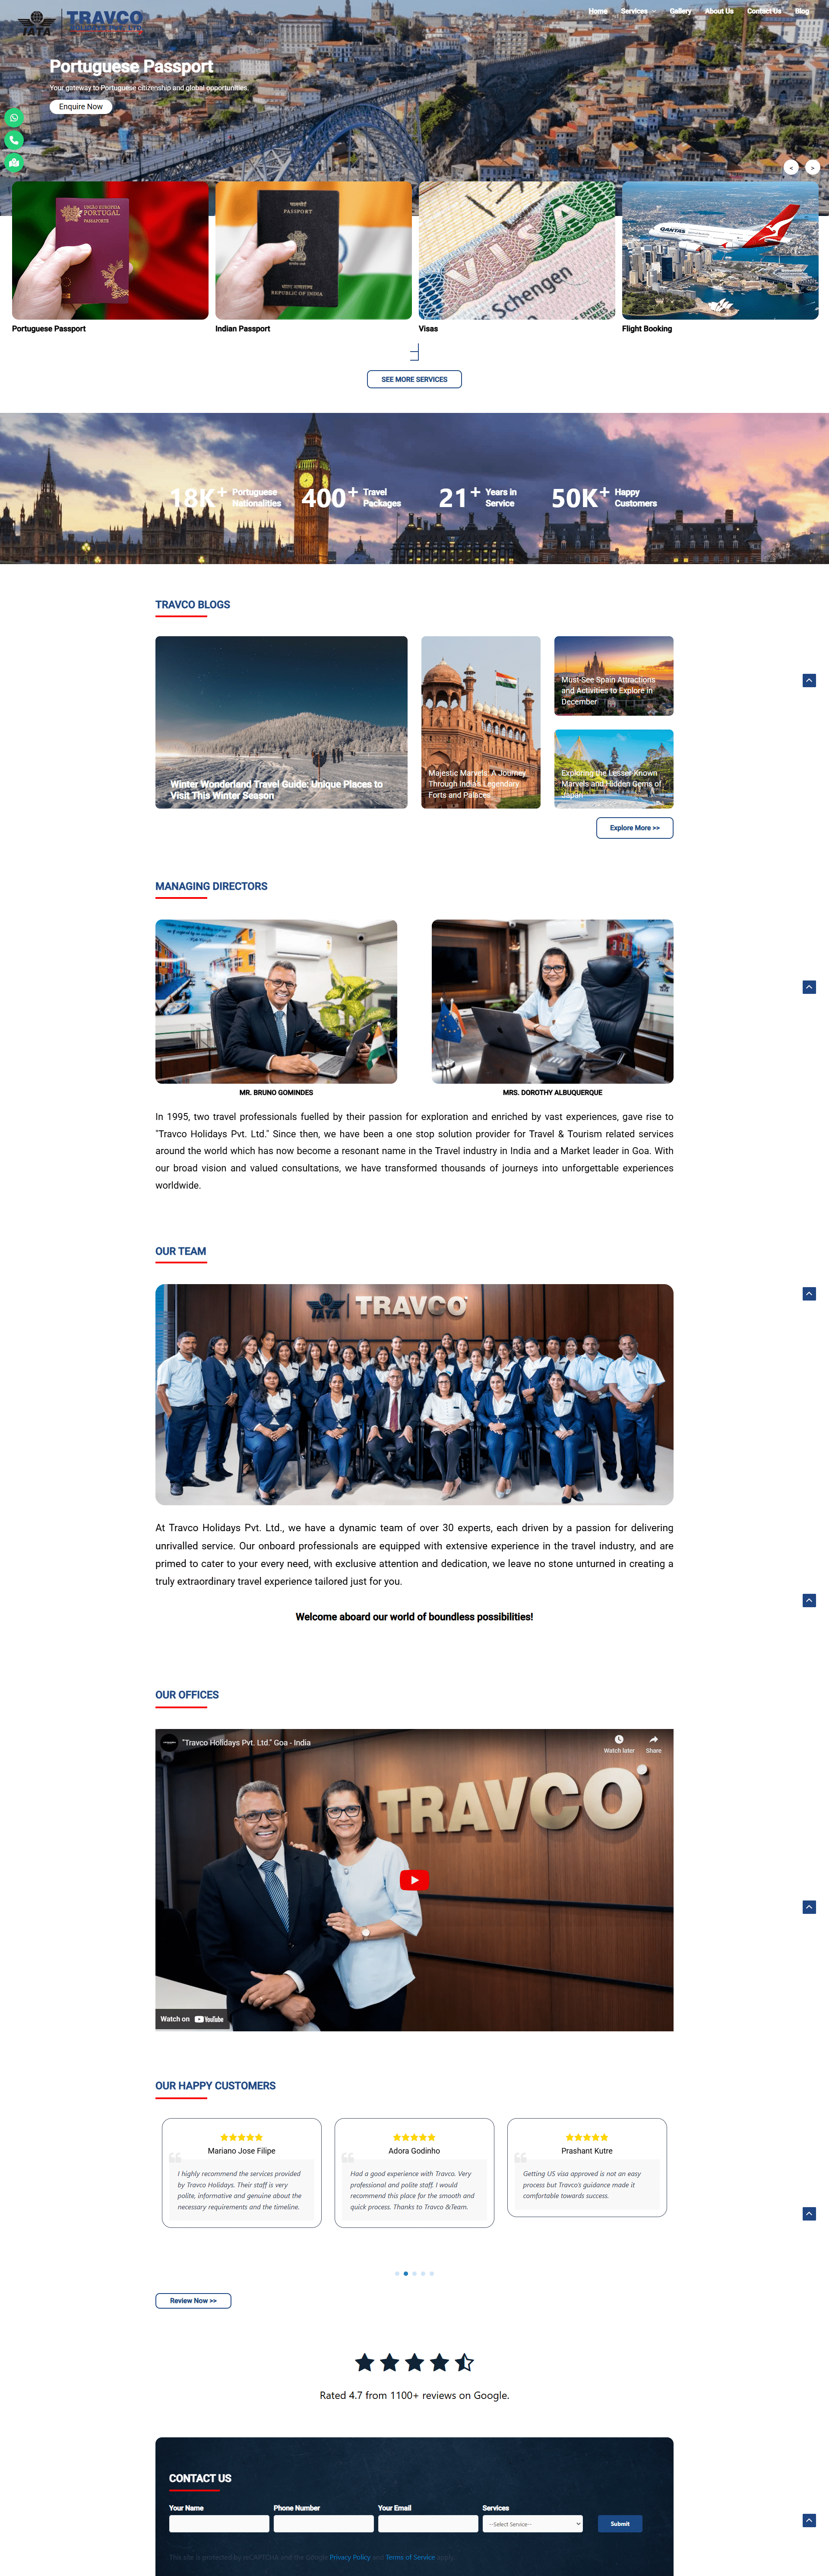 IATA
TRAVCO
HOLIDAYS PVT. LTD.
Home Services Gallery About Us Contact Us Blog
Portuguese Passport
Your gateway to Portuguese citizenship and global opportunities.
Enquire Now
< >
UNIÃO EUROPEIA
PORTUGAL
PASSAPORTE
PASSPORT
REPUBLIC OF INDIA
VISA
Schengen
ENTRIES
QANTAS
Portuguese Passport
Indian Passport
Visas
Flight Booking
SEE MORE SERVICES
18K+ Portuguese Nationalities
400+ Travel Packages
21+ Years in Service
50K+ Happy Customers
TRAVCO BLOGS
Winter Wonderland Travel Guide: Unique Places to
Visit This Winter Season
Majestic Marvels: A Journey
Through India's Legendary
Forts and Palaces
Must-See Spain Attractions
and Activities to Explore in
December
Exploring the Lesser-Known
Marvels and Hidden Gems of
Japan
Explore More >>
MANAGING DIRECTORS
MR. BRUNO GOMINDES
MRS. DOROTHY ALBUQUERQUE
In 1995, two travel professionals fuelled by their passion for exploration and enriched by vast experiences, gave rise to
"Travco Holidays Pvt. Ltd." Since then, we have been a one stop solution provider for Travel & Tourism related services
around the world which has now become a resonant name in the Travel industry in India and a Market leader in Goa. With
our broad vision and valued consultations, we have transformed thousands of journeys into unforgettable experiences
worldwide.
OUR TEAM
IATA TRAVCO
At Travco Holidays Pvt. Ltd., we have a dynamic team of over 30 experts, each driven by a passion for delivering
unrivalled service. Our onboard professionals are equipped with extensive experience in the travel industry, and are
primed to cater to your every need, with exclusive attention and dedication, we leave no stone unturned in creating a
truly extraordinary travel experience tailored just for you.
Welcome aboard our world of boundless possibilities!
OUR OFFICES
"Travco Holidays Pvt. Ltd." Goa - India
Watch later Share
TRAVCO
Watch on YouTube
OUR HAPPY CUSTOMERS
Mariano Jose Filipe
I highly recommend the services provided
by Travco Holidays. Their staff is very
polite, informative and genuine about the
necessary requirements and the timeline.
Adora Godinho
Had a good experience with Travco. Very
professional and polite staff. I would
recommend this place for the smooth and
quick process. Thanks to Travco &Team.
Prashant Kutre
Getting US visa approved is not an easy
process but Travco's guidance made it
comfortable towards success.
Review Now >>
Rated 4.7 from 1100+ reviews on Google.
CONTACT US
Your Name Phone Number Your Email Services
--Select Service--
Submit
This site is protected by reCAPTCHA and the Google Privacy Policy and Terms of Service apply.